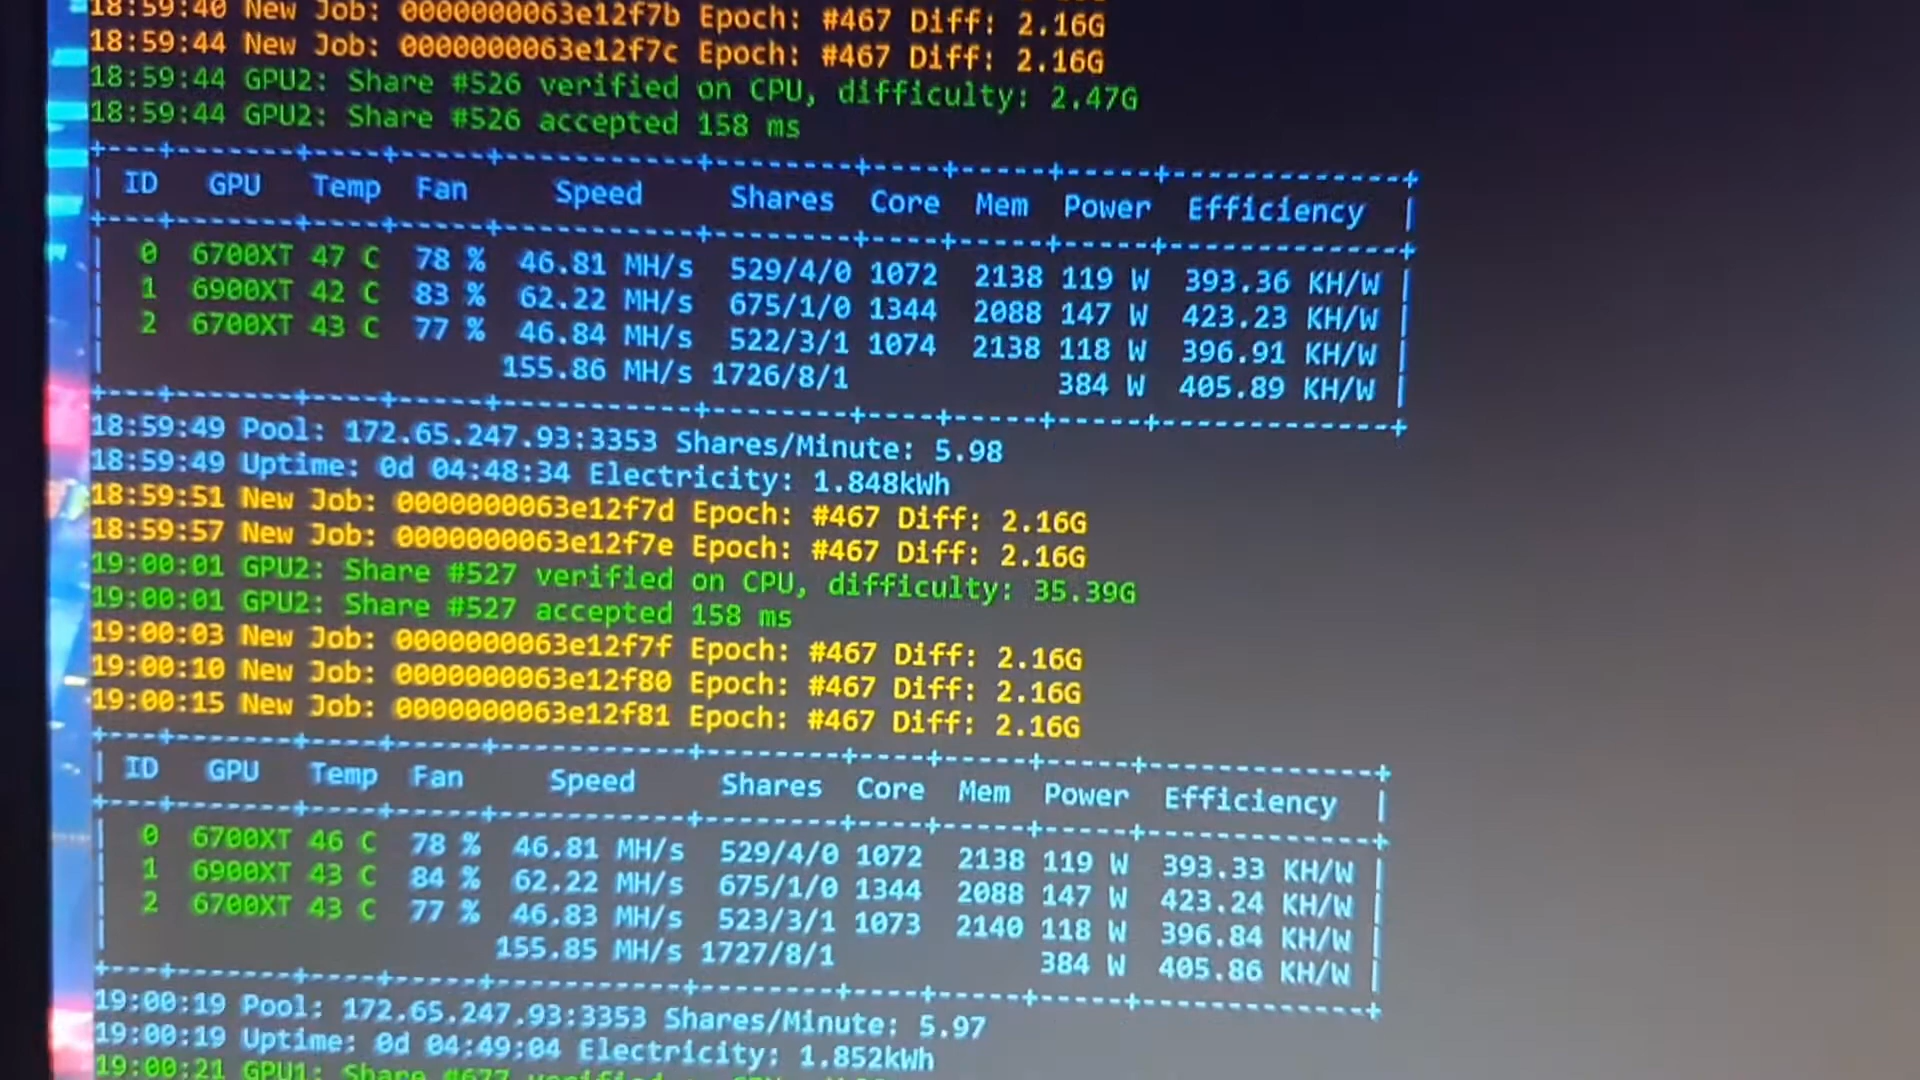 18:59:40 New Job: 0000000063e12f7b Epoch: #467 Diff: 2.16G
18:59:44 New Job: 0000000063e12f7c Epoch: #467 Diff: 2.16G
18:59:44 GPU2: Share #526 verified on CPU, difficulty: 2.47G
18:59:44 GPU2: Share #526 accepted 158 ms
ID GPU Temp Fan Speed Shares Core Mem Power Efficiency
0 6700XT 47 C 78 % 46.81 MH/s 529/4/0 1072 2138 119 W 393.36 KH/W
1 6900XT 42 C 83 % 62.22 MH/s 675/1/0 1344 2088 147 W 423.23 KH/W
2 6700XT 43 C 77 % 46.84 MH/s 522/3/1 1074 2138 118 W 396.91 KH/W
155.86 MH/s 1726/8/1 384 W 405.89 KH/W
18:59:49 Pool: 172.65.247.93:3353 Shares/Minute: 5.98
18:59:49 Uptime: 0d 04:48:34 Electricity: 1.848kWh
18:59:51 New Job: 0000000063e12f7d Epoch: #467 Diff: 2.16G
18:59:57 New Job: 0000000063e12f7e Epoch: #467 Diff: 2.16G
19:00:01 GPU2: Share #527 verified on CPU, difficulty: 35.39G
19:00:01 GPU2: Share #527 accepted 158 ms
19:00:03 New Job: 0000000063e12f7f Epoch: #467 Diff: 2.16G
19:00:10 New Job: 0000000063e12f80 Epoch: #467 Diff: 2.16G
19:00:15 New Job: 0000000063e12f81 Epoch: #467 Diff: 2.16G
ID GPU Temp Fan Speed Shares Core Mem Power Efficiency
0 6700XT 46 C 78 % 46.81 MH/s 529/4/0 1072 2138 119 W 393.33 KH/W
1 6900XT 43 C 84 % 62.22 MH/s 675/1/0 1344 2088 147 W 423.24 KH/W
2 6700XT 43 C 77 % 46.83 MH/s 523/3/1 1073 2140 118 W 396.84 KH/W
155.85 MH/s 1727/8/1 384 W 405.86 KH/W
19:00:19 Pool: 172.65.247.93:3353 Shares/Minute: 5.97
19:00:19 Uptime: 0d 04:49:04 Electricity: 1.852kWh
19:00:21 GPU1: Share #677 verified